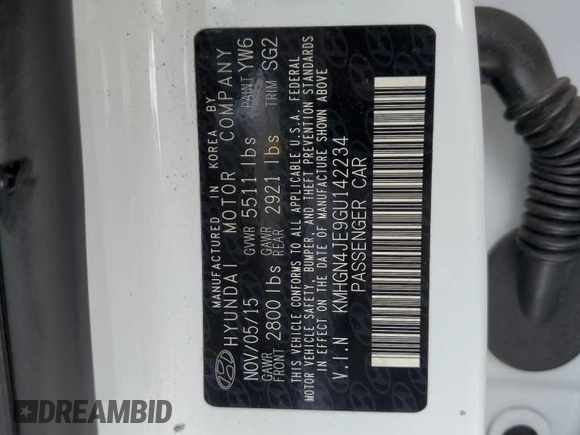 MANUFACTURED IN KOREA BY
HYUNDAI MOTOR COMPANY
NOV/05/15 GVWR 5511 lbs PAINT YW6
GAWR FRONT 2800 lbs GAWR REAR 2921 lbs TRIM SG2
THIS VEHICLE CONFORMS TO ALL APPLICABLE U.S.A. FEDERAL
MOTOR VEHICLE SAFETY, BUMPER, AND THEFT PREVENTION STANDARDS
IN EFFECT ON THE DATE OF MANUFACTURE SHOWN ABOVE
V.I.N KMHGN4JE9GU142234
PASSENGER CAR
DREAMBID